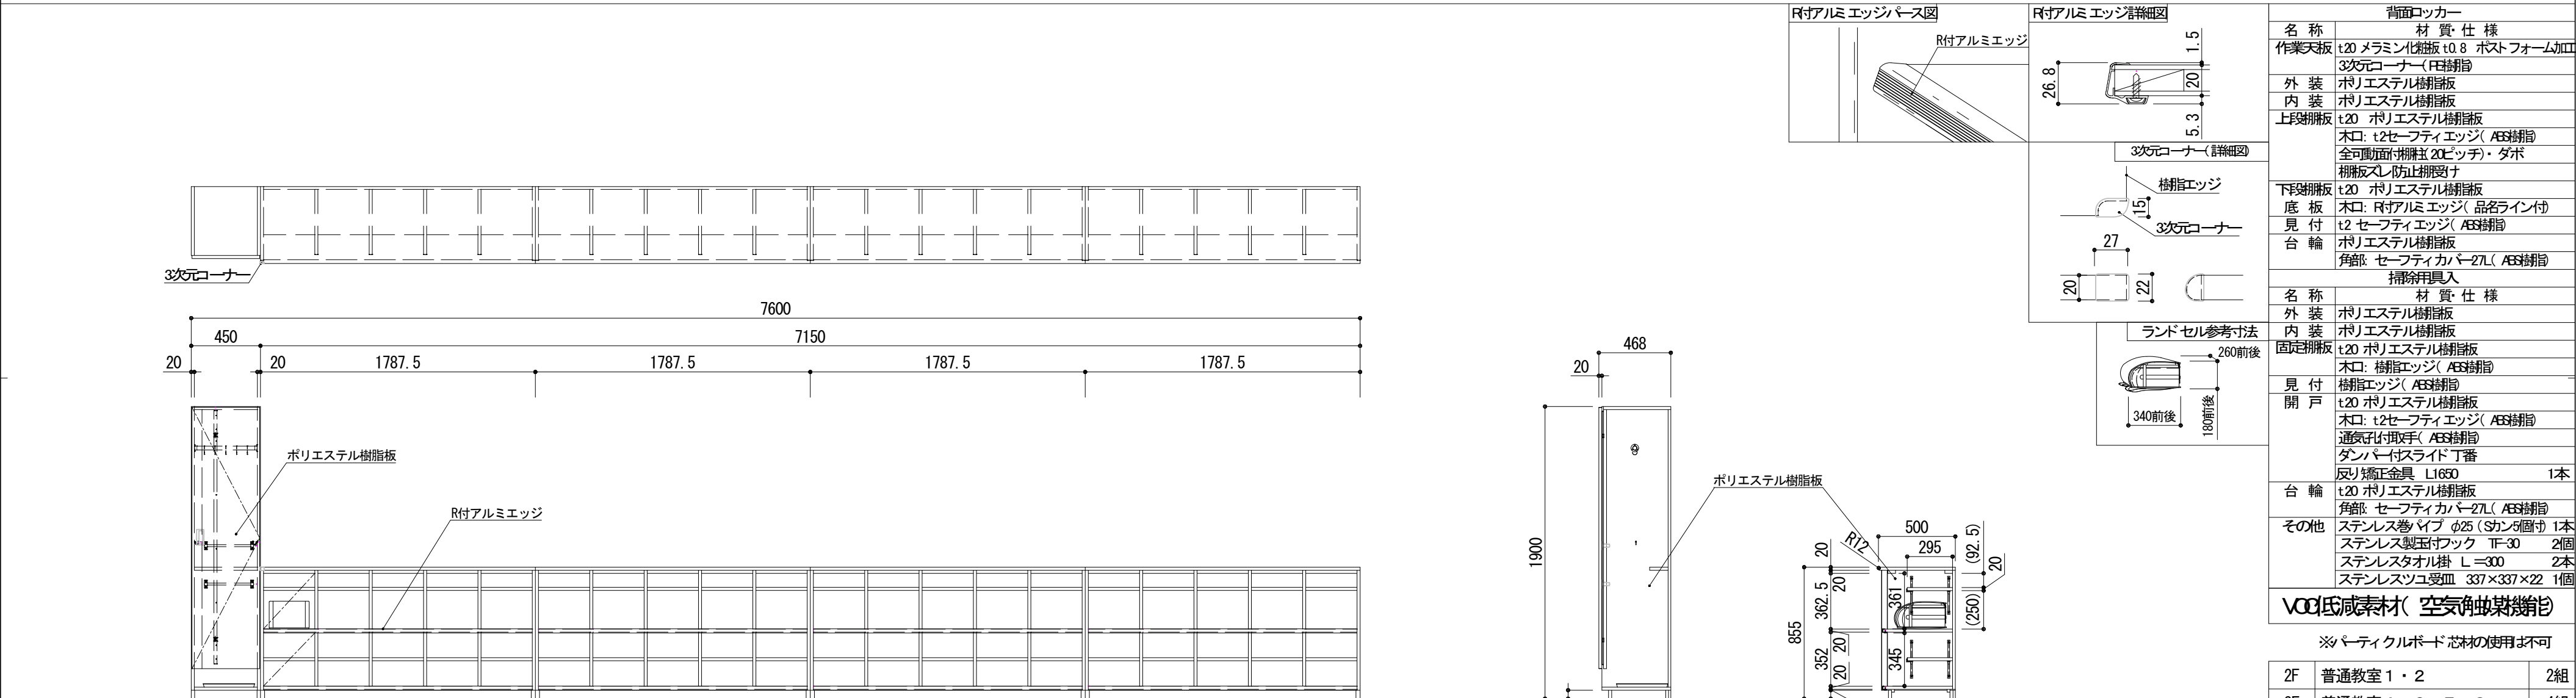 R付アルミエッジパース図
R付アルミエッジ
R付アルミエッジ詳細図
1.5
26.8
20
5.3
3次元コーナー(詳細図)
樹脂エッジ
15
3次元コーナー
27
20
22
ランドセル参考寸法
260前後
340前後
180前後
3次元コーナー
7600
450
7150
20
20
1787.5
1787.5
1787.5
1787.5
ポリエステル樹脂板
R付アルミエッジ
468
20
1900
ポリエステル樹脂板
500
295
R12
(92.5)
20
20
20
362.5
361
(250)
855
352
20
345
20
背面ロッカー
名 称 材 質・仕 様
作業天板 t20 メラミン化粧板 t0.8 ポストフォーム加工
3次元コーナー(PE樹脂)
外 装 ポリエステル樹脂板
内 装 ポリエステル樹脂板
上段棚板 t20 ポリエステル樹脂板
木口: t2セーフティエッジ(ABS樹脂)
全可動面付棚柱(20ピッチ)・ダボ
棚板ズレ防止棚受け
下段棚板 t20 ポリエステル樹脂板
底 板 木口: R付アルミエッジ(品名ライン付)
見 付 t2 セーフティエッジ(ABS樹脂)
台 輪 ポリエステル樹脂板
角部: セーフティカバー27L(ABS樹脂)
掃除用具入
名 称 材 質・仕 様
外 装 ポリエステル樹脂板
内 装 ポリエステル樹脂板
固定棚板 t20 ポリエステル樹脂板
木口: 樹脂エッジ(ABS樹脂)
見 付 樹脂エッジ(ABS樹脂)
開 戸 t20 ポリエステル樹脂板
木口: t2セーフティエッジ(ABS樹脂)
通気孔付取手(ABS樹脂)
ダンパー付スライド丁番
反り矯正金具 L1650 1本
台 輪 t20 ポリエステル樹脂板
角部: セーフティカバー27L(ABS樹脂)
その他 ステンレス巻パイプ φ25(Sカン5個付) 1本
ステンレス製玉付フック TF-30 2個
ステンレスタオル掛 L=300 2本
ステンレスツユ受皿 337×337×22 1個
VOC低減素材(空気触媒機能)
※パーティクルボード芯材の使用は不可
2F 普通教室1・2 2組